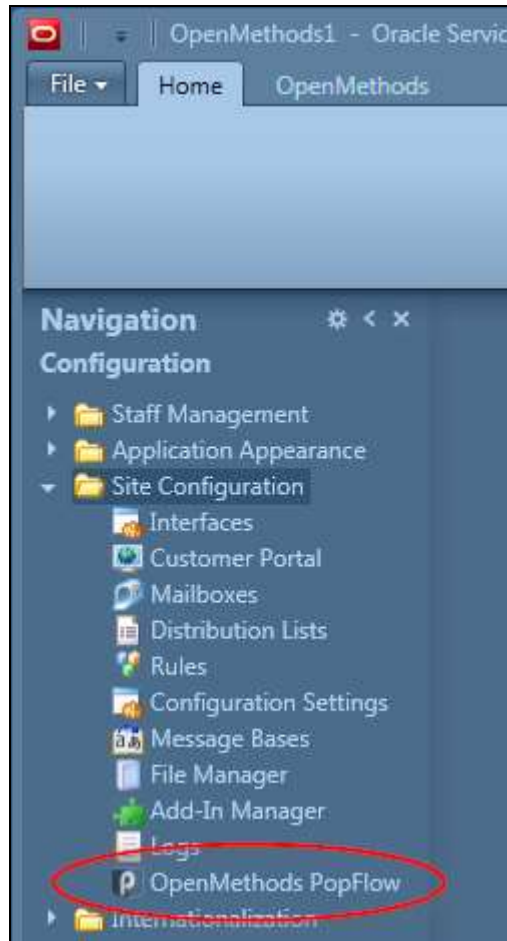 OpenMethods1 - Oracle Servic
File Home OpenMethods
Navigation
Configuration
Staff Management
Application Appearance
Site Configuration
Interfaces
Customer Portal
Mailboxes
Distribution Lists
Rules
Configuration Settings
Message Bases
File Manager
Add-In Manager
Logs
OpenMethods PopFlow
Internationalization